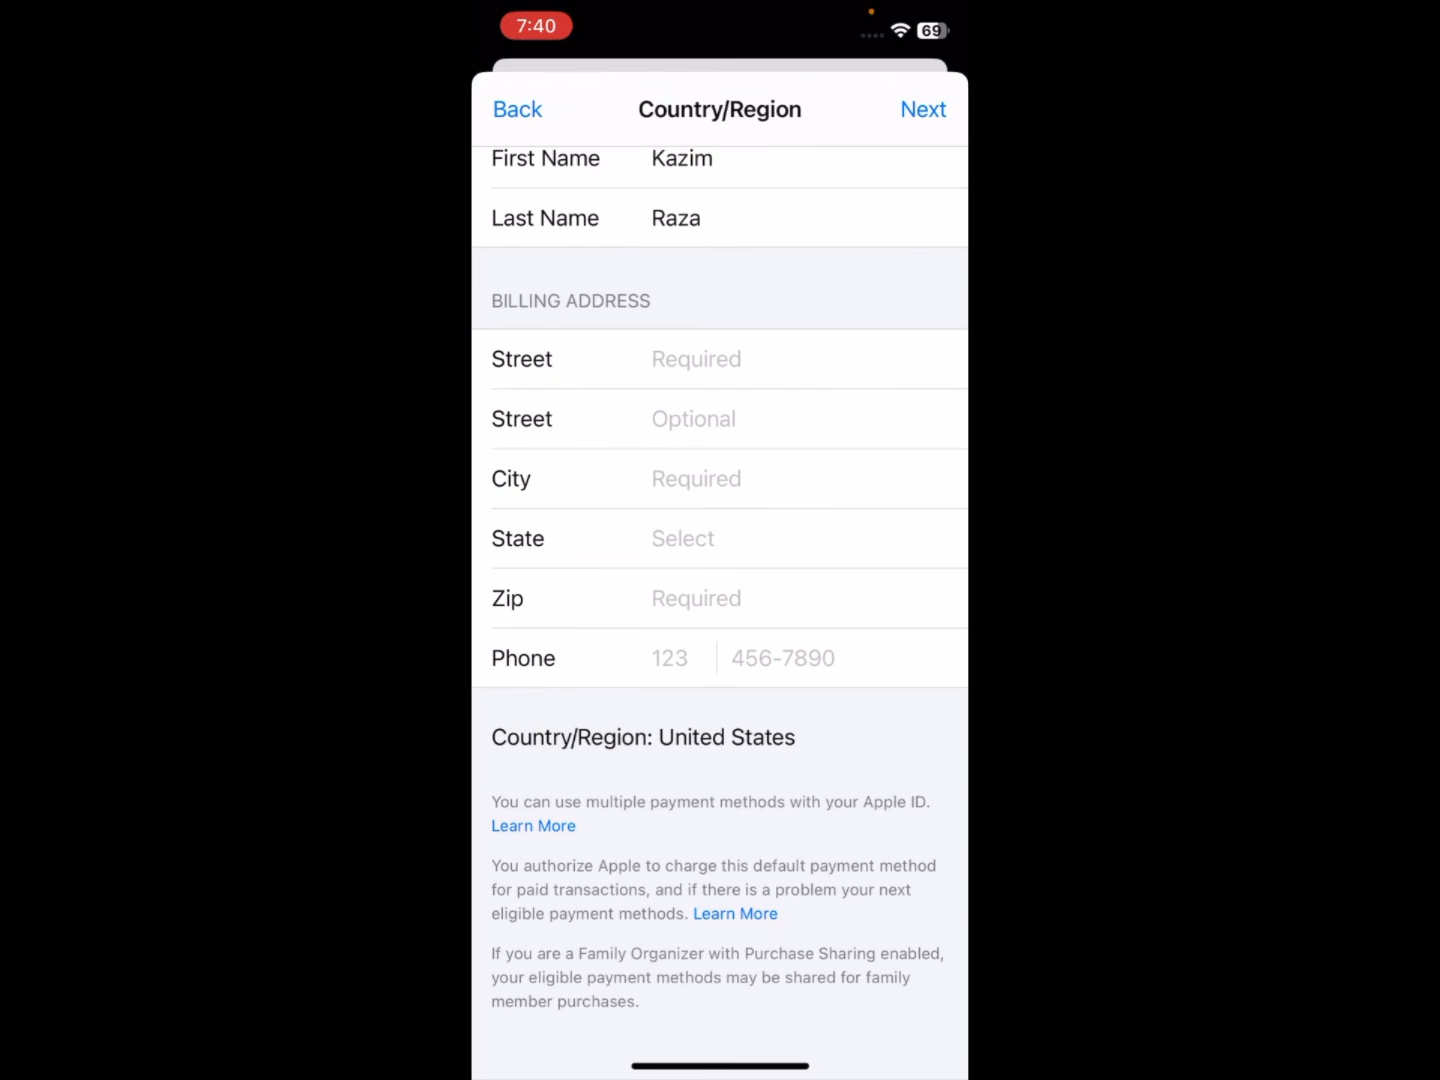 7:40
69
Back Country/Region Next
First Name Kazim
Last Name Raza
BILLING ADDRESS
Street Required
Street Optional
City Required
State Select
Zip Required
Phone 123 456-7890
Country/Region: United States
You can use multiple payment methods with your Apple ID.
Learn More
You authorize Apple to charge this default payment method
for paid transactions, and if there is a problem your next
eligible payment methods. Learn More
If you are a Family Organizer with Purchase Sharing enabled,
your eligible payment methods may be shared for family
member purchases.